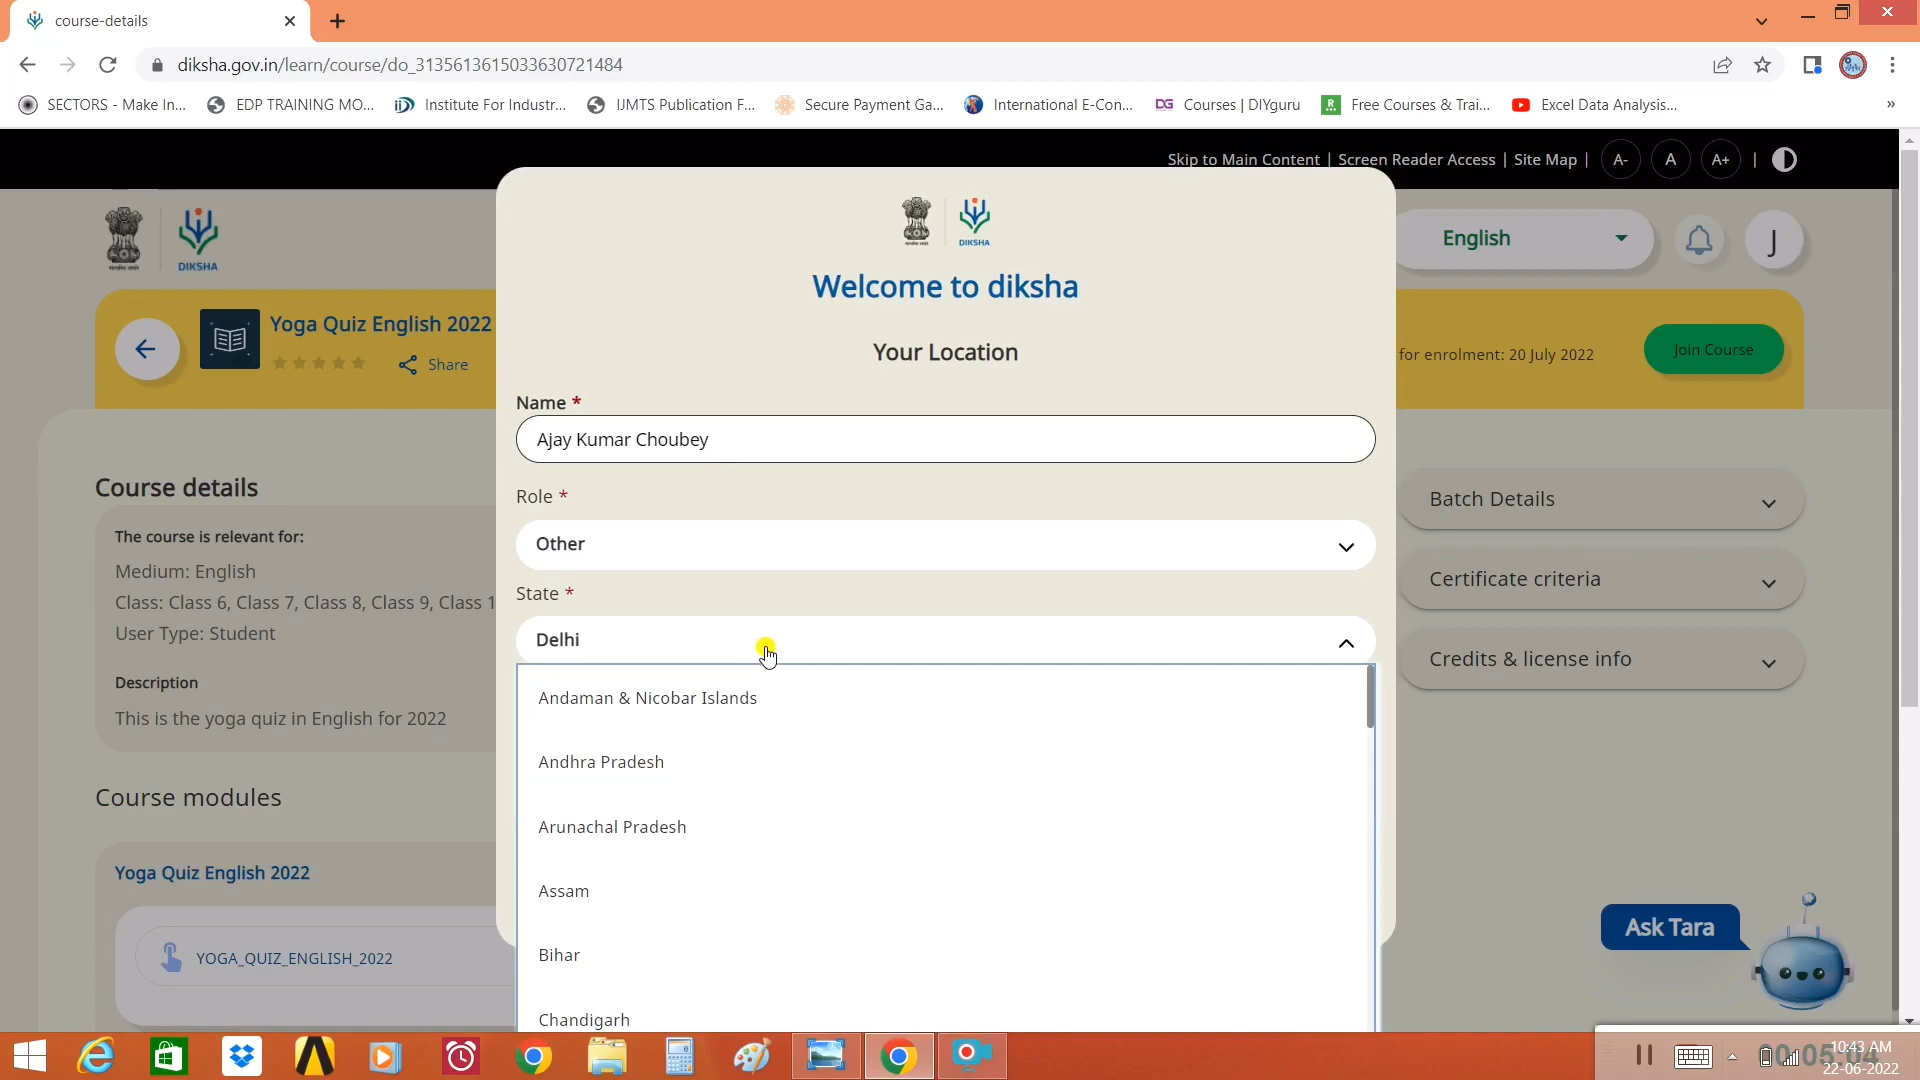 course-details
diksha.gov.in/learn/course/do_3135613615033630721484
SECTORS - Make In...
EDP TRAINING MO...
Institute For Industr...
IJMTS Publication F...
Secure Payment Ga...
International E-Con...
DG Courses | DIYguru
R Free Courses & Trai...
Excel Data Analysis...
»
Skip to Main Content | Screen Reader Access | Site Map |
A-
A
A+
|
DIKSHA
DIKSHA
English
J
Welcome to diksha
Yoga Quiz English 2022
Share
for enrolment: 20 July 2022
Join Course
Your Location
Name *
Ajay Kumar Choubey
Role *
Other
State *
Delhi
Andaman & Nicobar Islands
Andhra Pradesh
Arunachal Pradesh
Assam
Bihar
Chandigarh
Course details
The course is relevant for:
Medium: English
Class: Class 6, Class 7, Class 8, Class 9, Class 1
User Type: Student
Description
This is the yoga quiz in English for 2022
Course modules
Yoga Quiz English 2022
YOGA_QUIZ_ENGLISH_2022
Batch Details
Certificate criteria
Credits & license info
Ask Tara
00:05:04
10:43 AM
22-06-2022